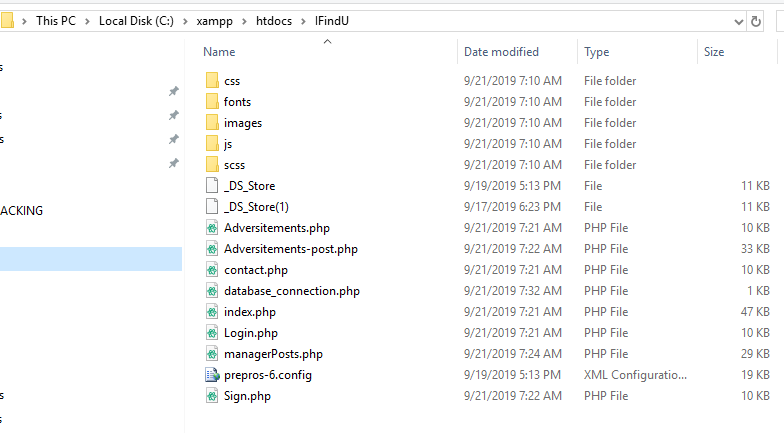 This PC > Local Disk (C:) > xampp > htdocs > IFindU
Name Date modified Type Size
css 9/21/2019 7:10 AM File folder
fonts 9/21/2019 7:10 AM File folder
images 9/21/2019 7:10 AM File folder
js 9/21/2019 7:10 AM File folder
scss 9/21/2019 7:10 AM File folder
_DS_Store 9/19/2019 5:13 PM File 11 KB
_DS_Store(1) 9/17/2019 6:23 PM File 11 KB
Adversitements.php 9/21/2019 7:21 AM PHP File 10 KB
Adversitements-post.php 9/21/2019 7:22 AM PHP File 33 KB
contact.php 9/21/2019 7:21 AM PHP File 10 KB
database_connection.php 9/21/2019 7:32 AM PHP File 1 KB
index.php 9/21/2019 7:21 AM PHP File 47 KB
Login.php 9/21/2019 7:21 AM PHP File 10 KB
managerPosts.php 9/21/2019 7:24 AM PHP File 29 KB
prepros-6.config 9/19/2019 5:13 PM XML Configuratio... 19 KB
Sign.php 9/21/2019 7:22 AM PHP File 10 KB
s
s
s
ACKING
s
s